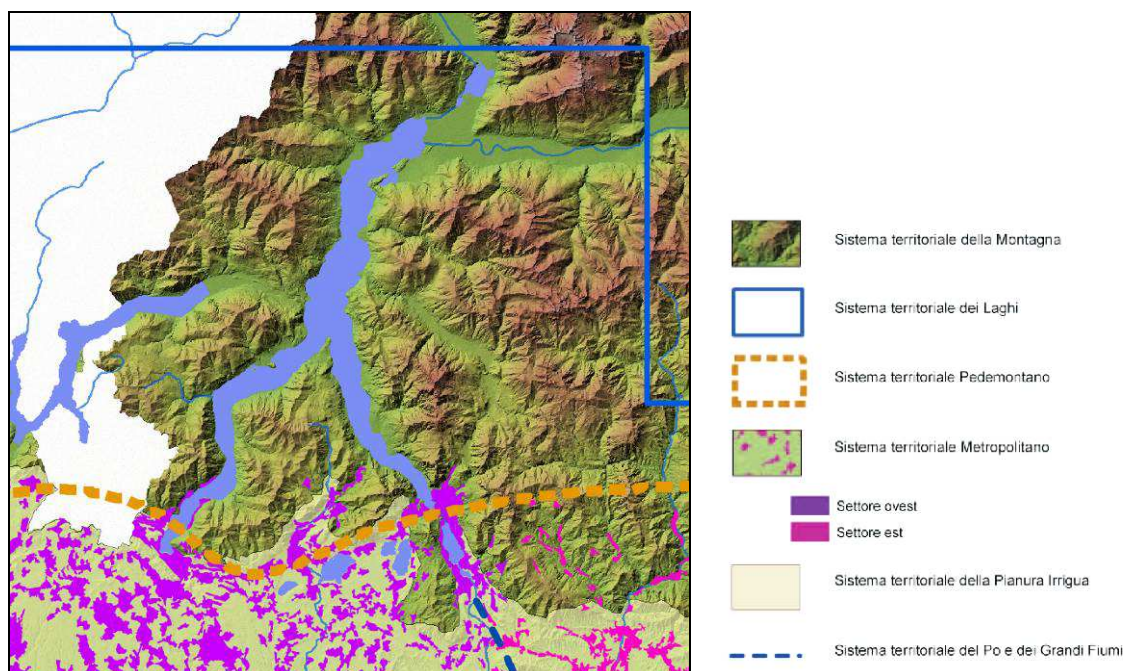 Sistema territoriale della Montagna
Sistema territoriale dei Laghi
Sistema territoriale Pedemontano
Sistema territoriale Metropolitano
Settore ovest
Settore est
Sistema territoriale della Pianura Irrigua
Sistema territoriale del Po e dei Grandi Fiumi